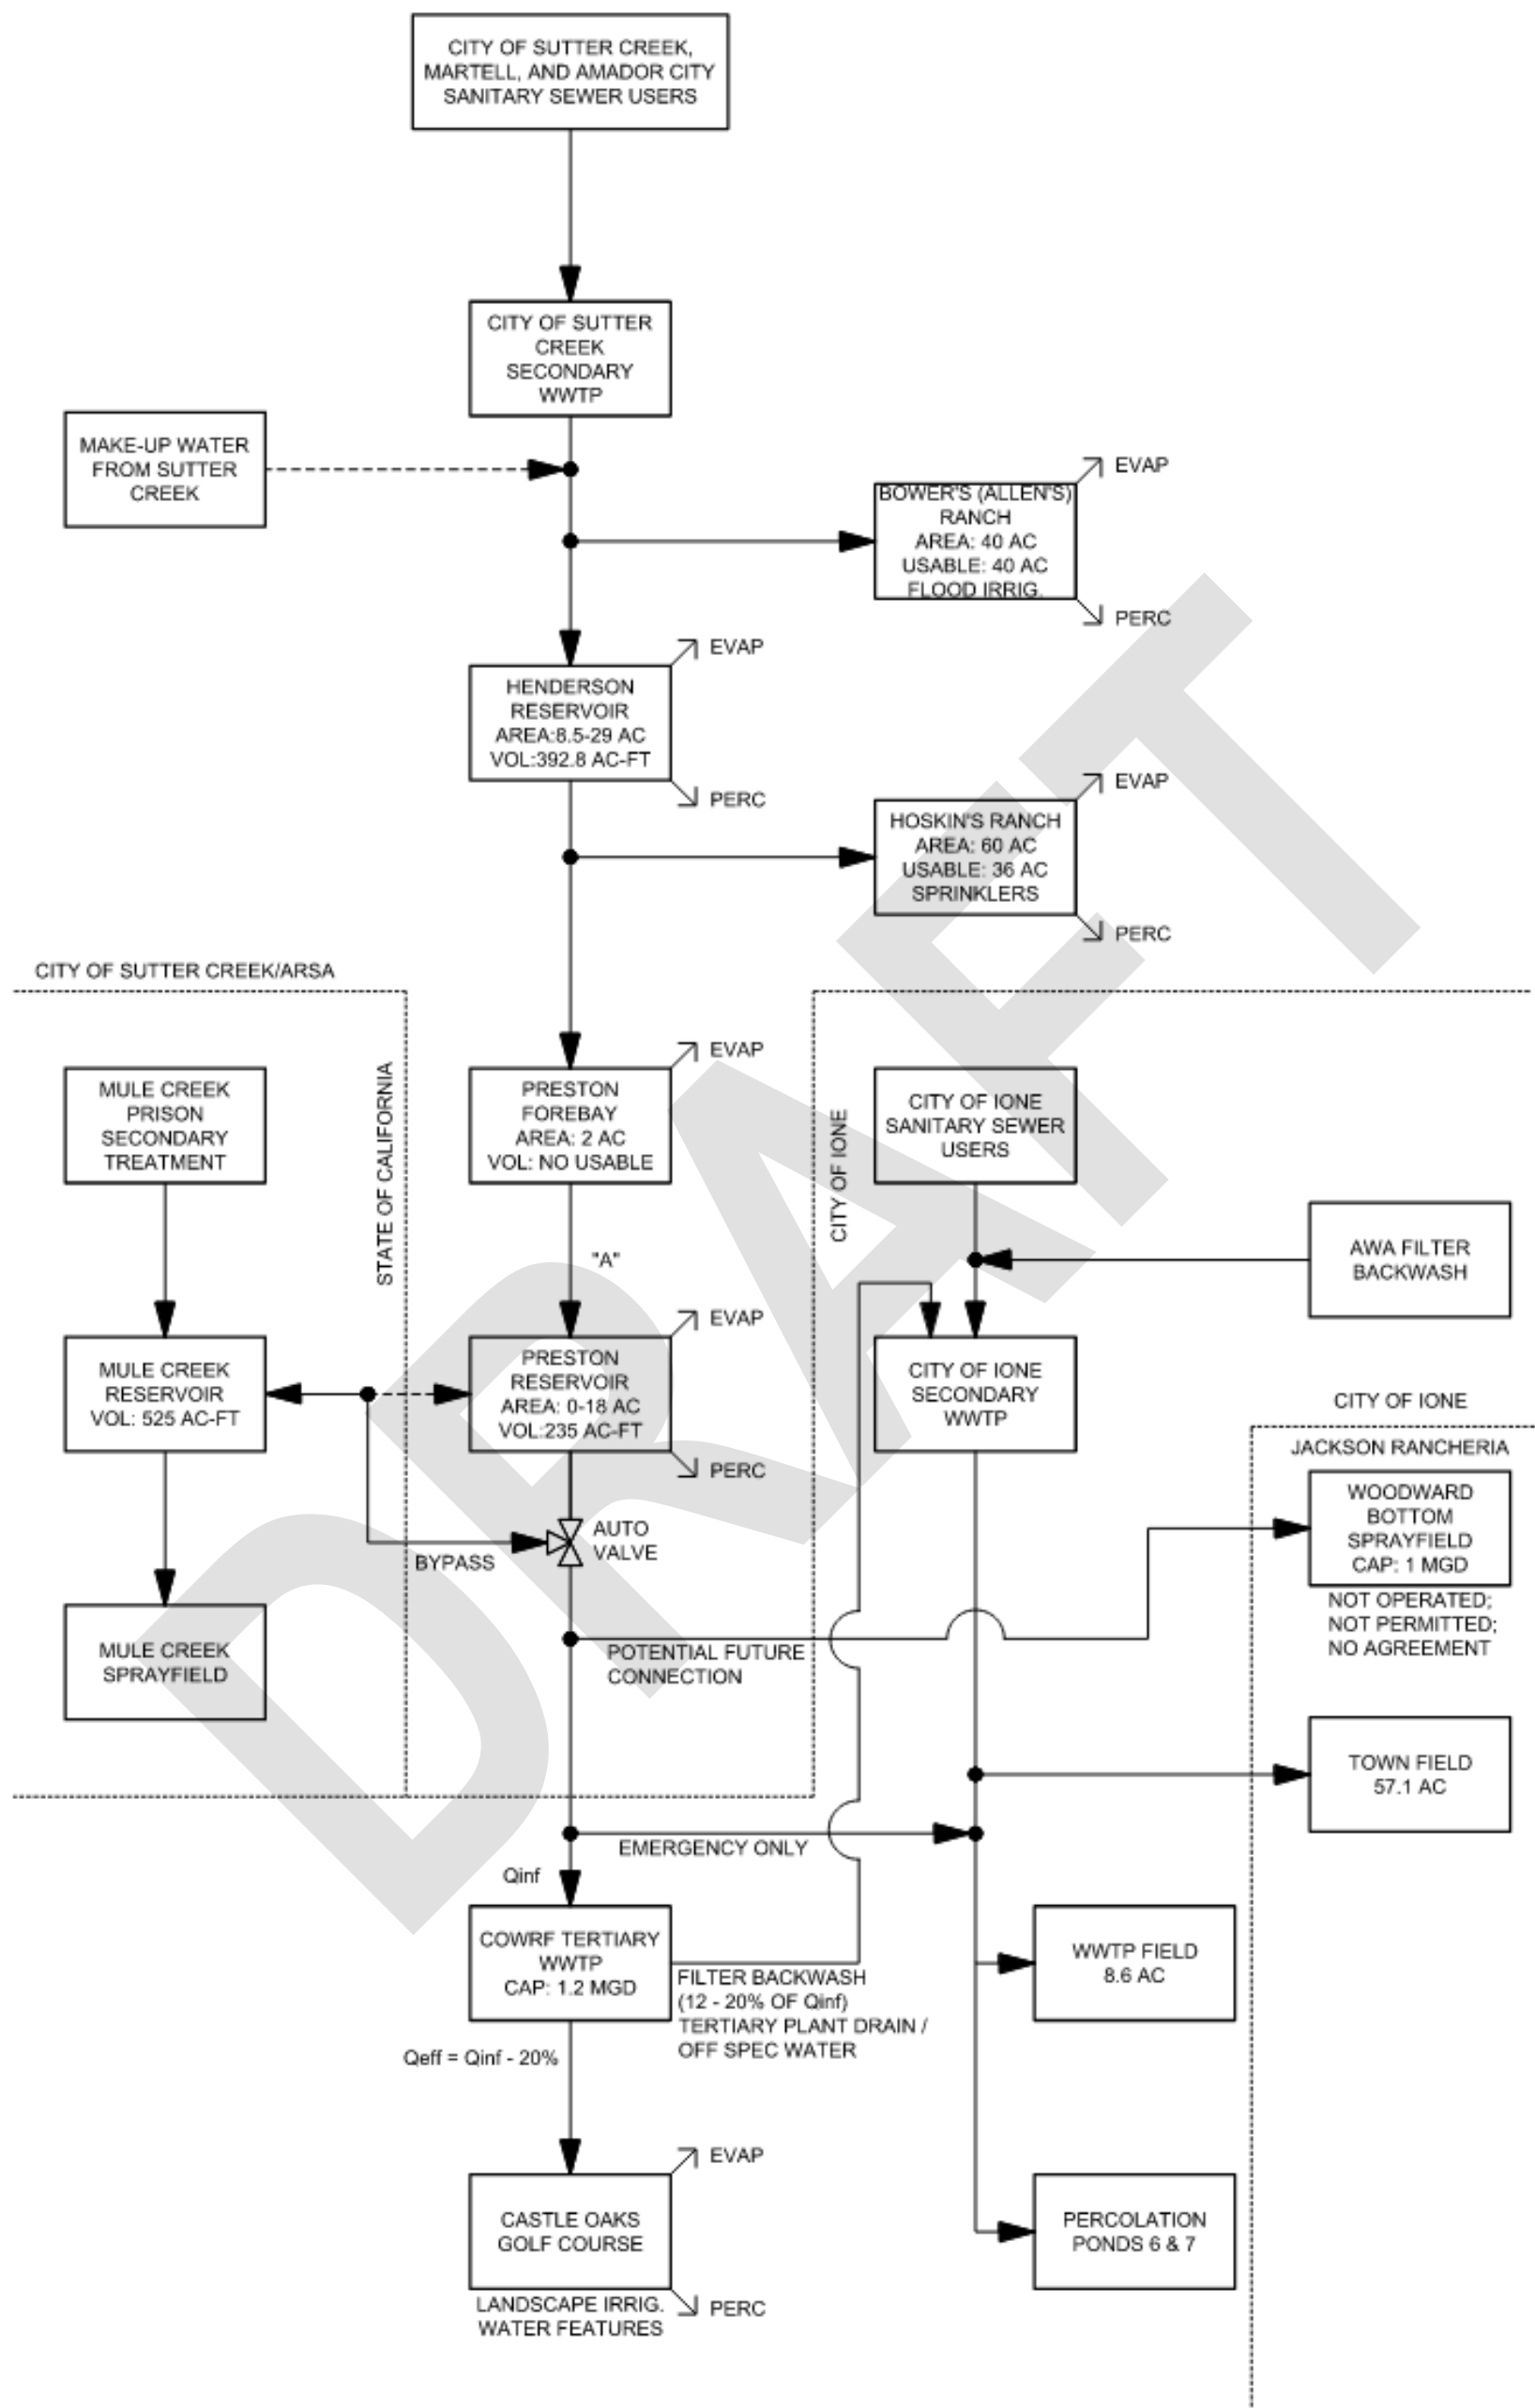 CITY OF SUTTER CREEK,
MARTELL, AND AMADOR CITY
SANITARY SEWER USERS
CITY OF SUTTER
CREEK
SECONDARY
WWTP
MAKE-UP WATER
FROM SUTTER
CREEK
EVAP
BOWER'S (ALLEN'S)
RANCH
AREA: 40 AC
USABLE: 40 AC
FLOOD IRRIG.
PERC
EVAP
HENDERSON
RESERVOIR
AREA:8.5-29 AC
VOL:392.8 AC-FT
PERC
EVAP
HOSKIN'S RANCH
AREA: 60 AC
USABLE: 36 AC
SPRINKLERS
PERC
CITY OF SUTTER CREEK/ARSA
MULE CREEK
PRISON
SECONDARY
TREATMENT
STATE OF CALIFORNIA
EVAP
PRESTON
FOREBAY
AREA: 2 AC
VOL: NO USABLE
CITY OF IONE
CITY OF IONE
SANITARY SEWER
USERS
"A"
AWA FILTER
BACKWASH
MULE CREEK
RESERVOIR
VOL: 525 AC-FT
EVAP
PRESTON
RESERVOIR
AREA: 0-18 AC
VOL:235 AC-FT
PERC
CITY OF IONE
SECONDARY
WWTP
CITY OF IONE
JACKSON RANCHERIA
WOODWARD
BOTTOM
SPRAYFIELD
CAP: 1 MGD
NOT OPERATED;
NOT PERMITTED;
NO AGREEMENT
AUTO
VALVE
BYPASS
MULE CREEK
SPRAYFIELD
POTENTIAL FUTURE
CONNECTION
TOWN FIELD
57.1 AC
EMERGENCY ONLY
Qinf
COWRF TERTIARY
WWTP
CAP: 1.2 MGD
FILTER BACKWASH
(12 - 20% OF Qinf)
TERTIARY PLANT DRAIN /
OFF SPEC WATER
WWTP FIELD
8.6 AC
Qeff = Qinf - 20%
EVAP
CASTLE OAKS
GOLF COURSE
PERC
LANDSCAPE IRRIG.
WATER FEATURES
PERCOLATION
PONDS 6 & 7
DRAFT